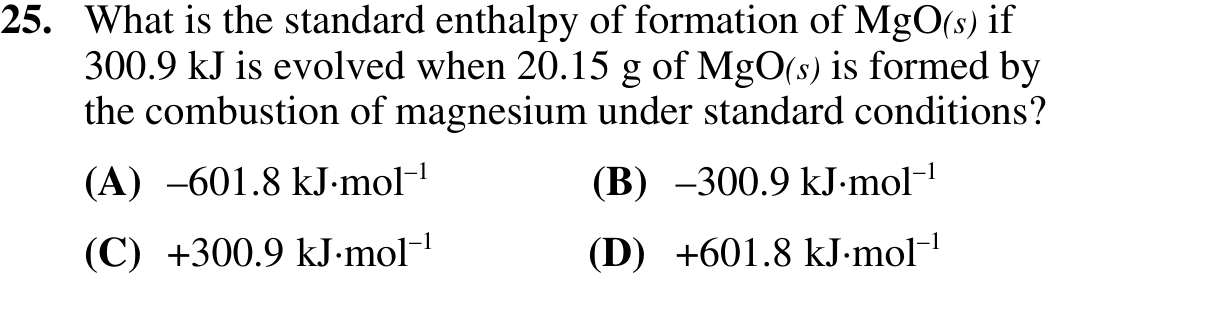 25. What is the standard enthalpy of formation of MgO(s) if
300.9 kJ is evolved when 20.15 g of MgO(s) is formed by
the combustion of magnesium under standard conditions?
(A) –601.8 kJ·mol⁻¹ (B) –300.9 kJ·mol⁻¹
(C) +300.9 kJ·mol⁻¹ (D) +601.8 kJ·mol⁻¹